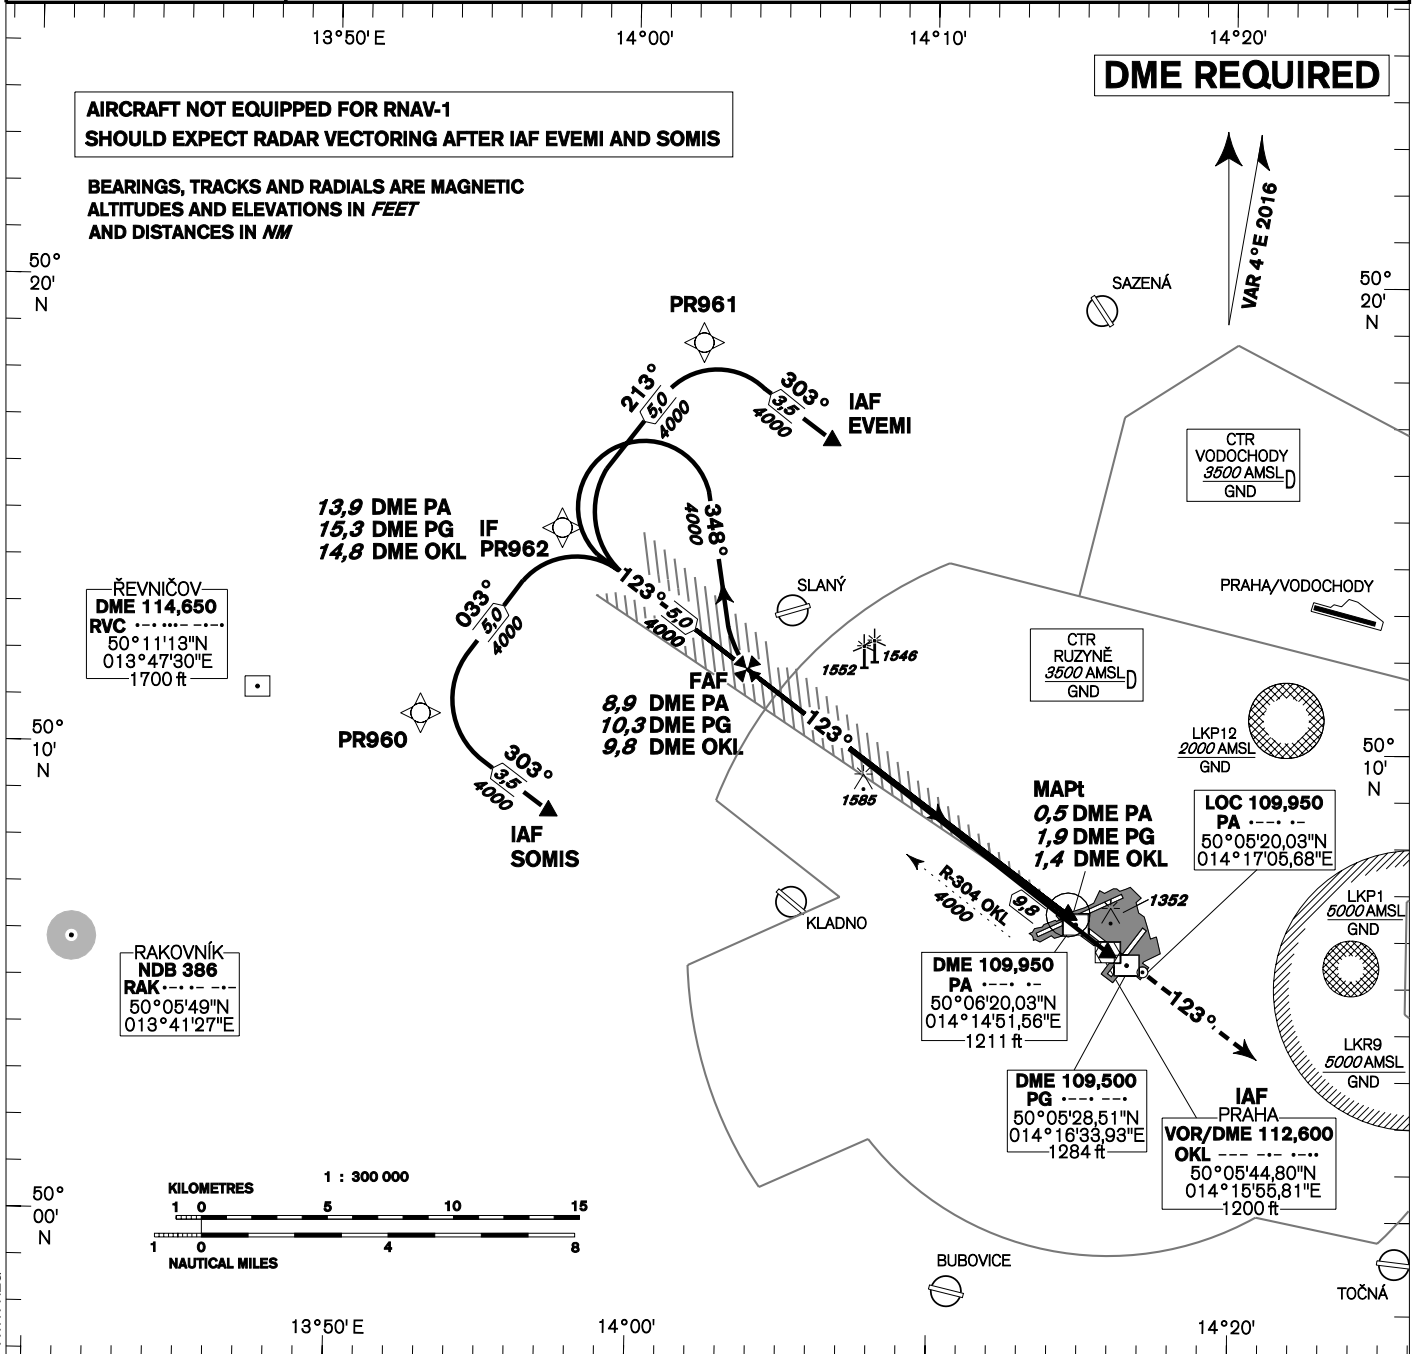 13°50' E
14°00'
14°10'
14°20'
DME REQUIRED
AIRCRAFT NOT EQUIPPED FOR RNAV-1
SHOULD EXPECT RADAR VECTORING AFTER IAF EVEMI AND SOMIS
BEARINGS, TRACKS AND RADIALS ARE MAGNETIC
ALTITUDES AND ELEVATIONS IN FEET
AND DISTANCES IN NM
VAR 4°E 2016
50°
20'
N
50°
20'
N
SAZENÁ
PR961
213°
5,0
4000
303°
3,5
4000
IAF
EVEMI
CTR
VODOCHODY
3500 AMSL D
GND
13,9 DME PA
15,3 DME PG
14,8 DME OKL
IF
PR962
348°
4000
ŘEVNIČOV
DME 114,650
RVC ·−· ···− −·−·
50°11'13"N
013°47'30"E
1700 ft
033°
5,0
4000
123°-5,0
4000
SLANÝ
PRAHA/VODOCHODY
1552
1546
CTR
RUZYNĚ
3500 AMSL D
GND
FAF
8,9 DME PA
10,3 DME PG
9,8 DME OKL
123°
LKP12
2000 AMSL
GND
50°
10'
N
50°
10'
N
PR960
303°
3,5
4000
IAF
SOMIS
1585
MAPt
0,5 DME PA
1,9 DME PG
1,4 DME OKL
LOC 109,950
PA ·−−· ·−
50°05'20,03"N
014°17'05,68"E
R-304 OKL
4000
9,8
1352
LKP1
5000 AMSL
GND
KLADNO
RAKOVNÍK
NDB 386
RAK ·−· ·− −·−
50°05'49"N
013°41'27"E
DME 109,950
PA ·−−· ·−
50°06'20,03"N
014°14'51,56"E
1211 ft
123°
LKR9
5000 AMSL
GND
DME 109,500
PG ·−−· −−·
50°05'28,51"N
014°16'33,93"E
1284 ft
IAF
PRAHA
VOR/DME 112,600
OKL −−− −·− ·−··
50°05'44,80"N
014°15'55,81"E
1200 ft
1 : 300 000
KILOMETRES
1 0 5 10 15
1 0 4 8
NAUTICAL MILES
50°
00'
N
BUBOVICE
TOČNÁ
13°50' E
14°00'
14°20'